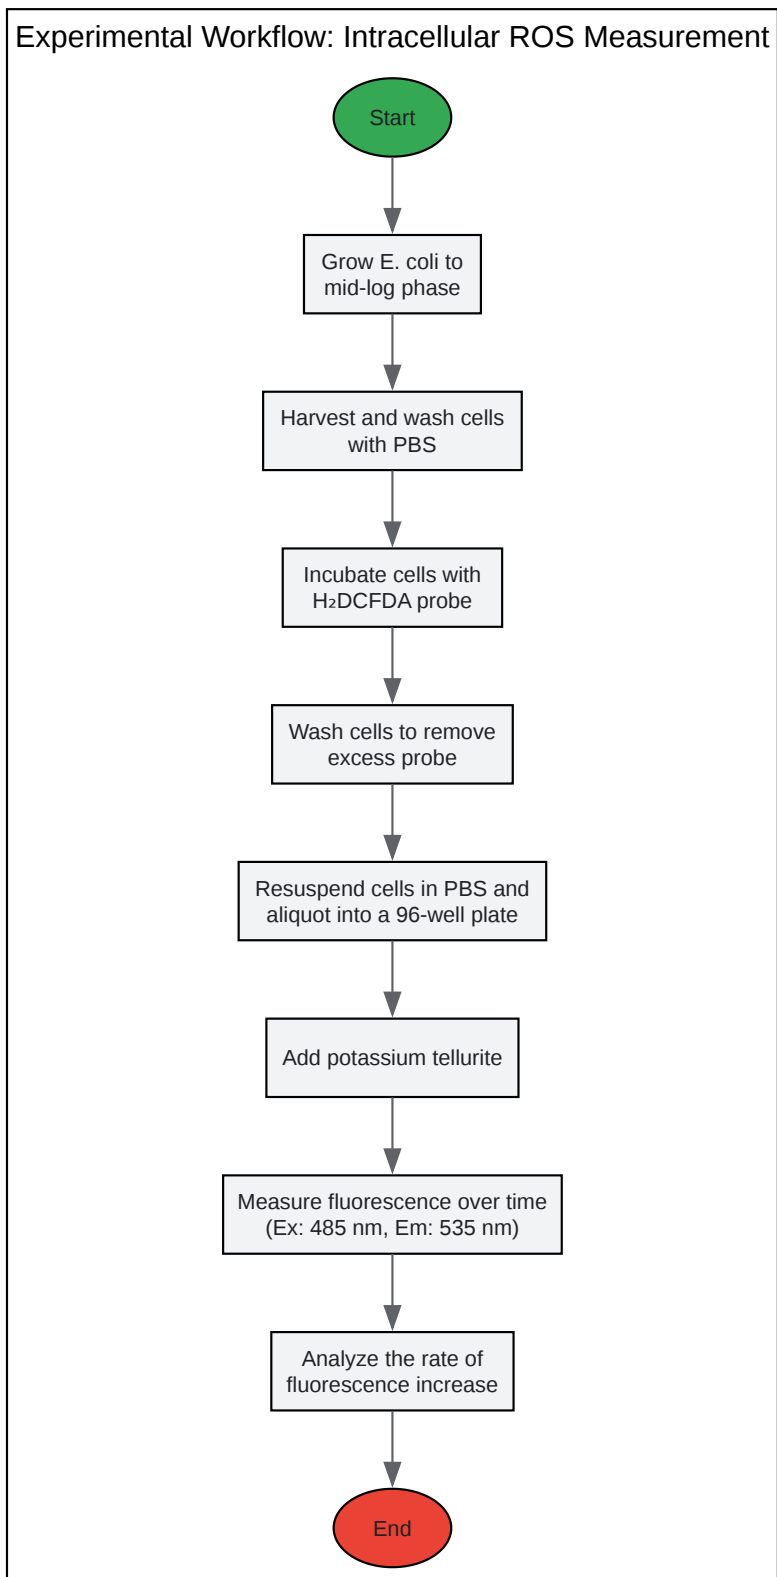 Experimental Workflow: Intracellular ROS Measurement
Start
Grow E. coli to
mid-log phase
Harvest and wash cells
with PBS
Incubate cells with
H₂DCFDA probe
Wash cells to remove
excess probe
Resuspend cells in PBS and
aliquot into a 96-well plate
Add potassium tellurite
Measure fluorescence over time
(Ex: 485 nm, Em: 535 nm)
Analyze the rate of
fluorescence increase
End